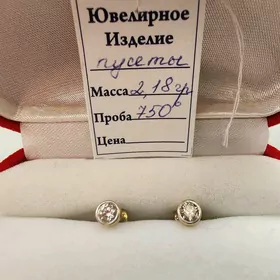 Ювелирное
Изделие
пусеты
Масса 2,18 гр
Проба 750°
Цена